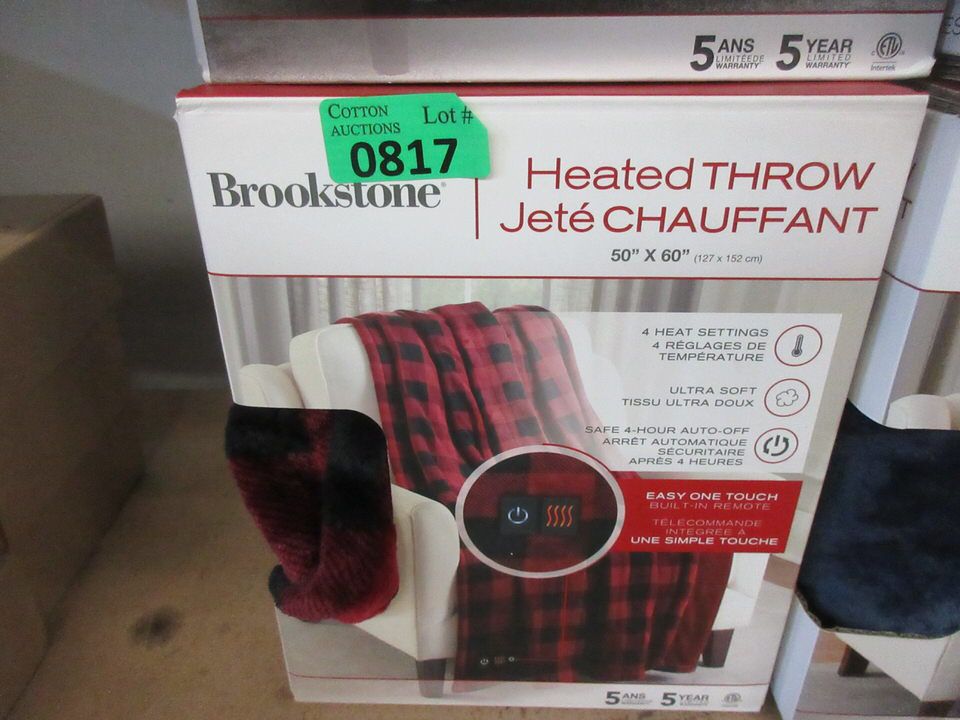 5 ANS
LIMITEÉDE
WARRANTY
5 YEAR
LIMITED
WARRANTY
ETL
Intertek
COTTON
AUCTIONS
Lot #
0817
Brookstone
Heated THROW
Jeté CHAUFFANT
50" X 60" (127 x 152 cm)
4 HEAT SETTINGS
4 RÉGLAGES DE
TEMPÉRATURE
ULTRA SOFT
TISSU ULTRA DOUX
SAFE 4-HOUR AUTO-OFF
ARRÊT AUTOMATIQUE
SÉCURITAIRE
APRÈS 4 HEURES
EASY ONE TOUCH
BUILT-IN REMOTE
TÉLÉCOMMANDE
INTÉGRÉE À
UNE SIMPLE TOUCHE
5 ANS
5 YEAR